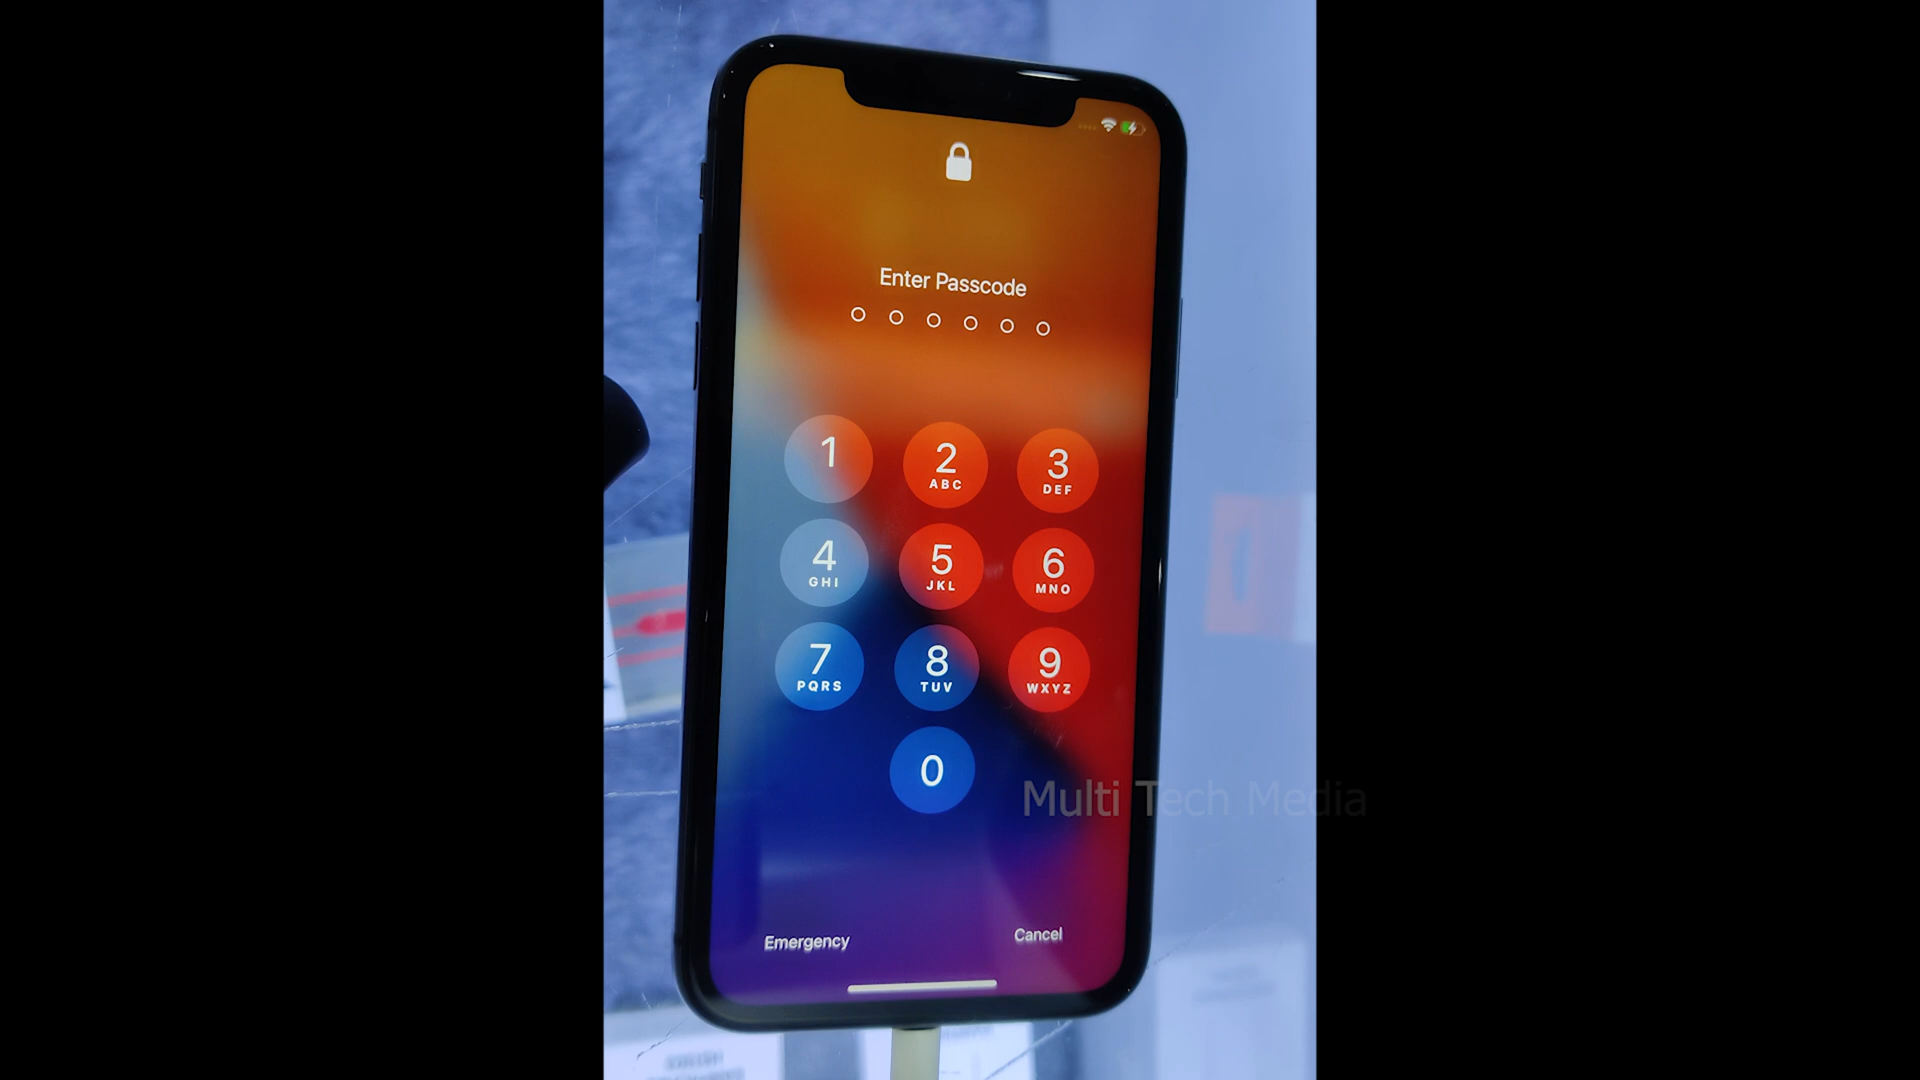 Enter Passcode
1
2
ABC
3
DEF
4
GHI
5
JKL
6
MNO
7
PQRS
8
TUV
9
WXYZ
0
Multi Tech Media
Emergency
Cancel